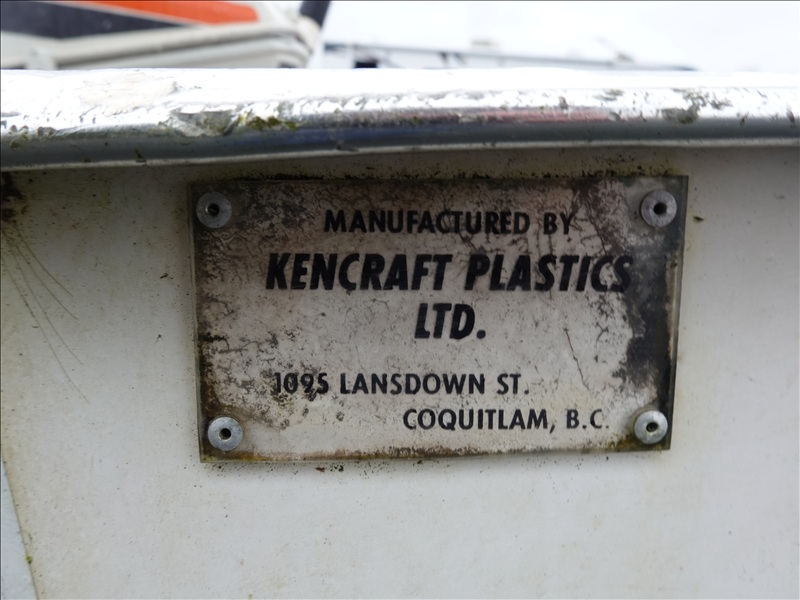 MANUFACTURED BY
KENCRAFT PLASTICS
LTD.
1095 LANSDOWN ST.
COQUITLAM, B.C.